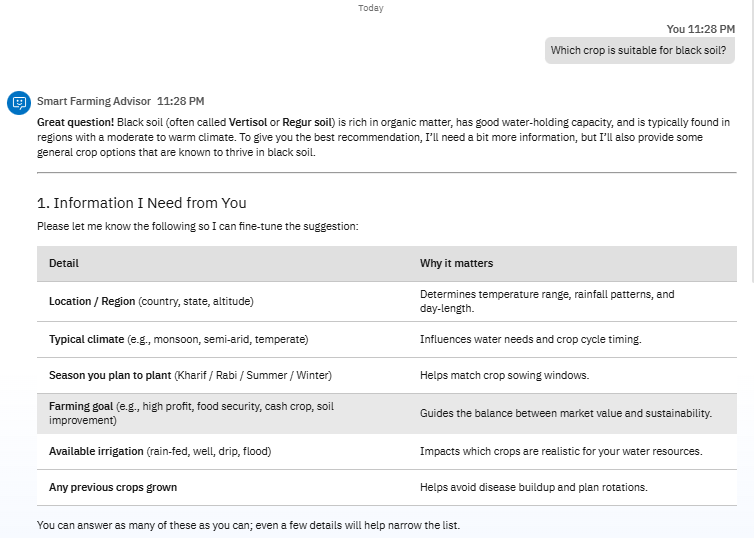 Today
You 11:28 PM
Which crop is suitable for black soil?
Smart Farming Advisor 11:28 PM
Great question! Black soil (often called Vertisol or Regur soil) is rich in organic matter, has good water-holding capacity, and is typically found in
regions with a moderate to warm climate. To give you the best recommendation, I'll need a bit more information, but I'll also provide some
general crop options that are known to thrive in black soil.
1. Information I Need from You
Please let me know the following so I can fine-tune the suggestion:
Detail Why it matters
Location / Region (country, state, altitude) Determines temperature range, rainfall patterns, and
day-length.
Typical climate (e.g., monsoon, semi-arid, temperate) Influences water needs and crop cycle timing.
Season you plan to plant (Kharif / Rabi / Summer / Winter) Helps match crop sowing windows.
Farming goal (e.g., high profit, food security, cash crop, soil
improvement) Guides the balance between market value and sustainability.
Available irrigation (rain-fed, well, drip, flood) Impacts which crops are realistic for your water resources.
Any previous crops grown Helps avoid disease buildup and plan rotations.
You can answer as many of these as you can; even a few details will help narrow the list.